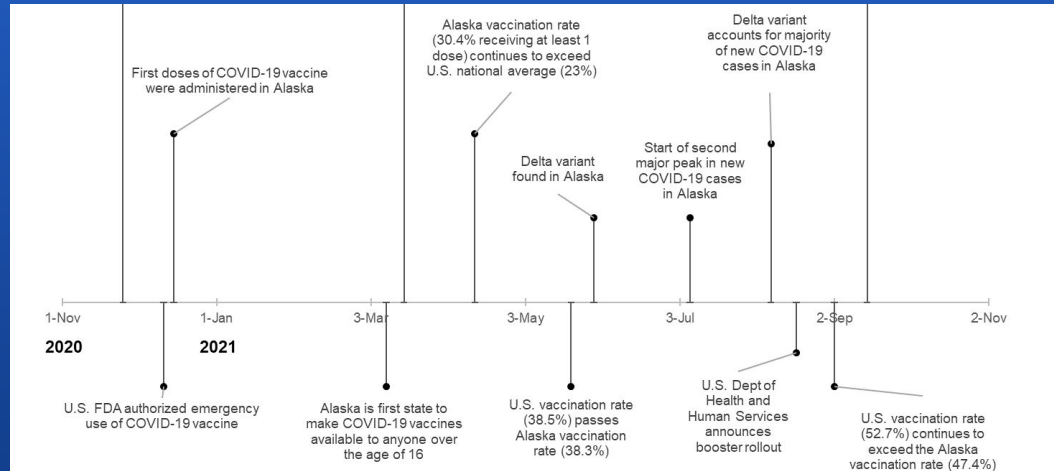 Alaska vaccination rate
(30.4% receiving at least 1
dose) continues to exceed
U.S. national average (23%)
Delta variant
accounts for majority
of new COVID-19
cases in Alaska
First doses of COVID-19 vaccine
were administered in Alaska
Delta variant
found in Alaska
Start of second
major peak in new
COVID-19 cases
in Alaska
1-Nov
1-Jan
3-Mar
3-May
3-Jul
2-Sep
2-Nov
2020
2021
U.S. FDA authorized emergency
use of COVID-19 vaccine
Alaska is first state to
make COVID-19 vaccines
available to anyone over
the age of 16
U.S. vaccination rate
(38.5%) passes
Alaska vaccination
rate (38.3%)
U.S. Dept of
Health and
Human Services
announces
booster rollout
U.S. vaccination rate
(52.7%) continues to
exceed the Alaska
vaccination rate (47.4%)